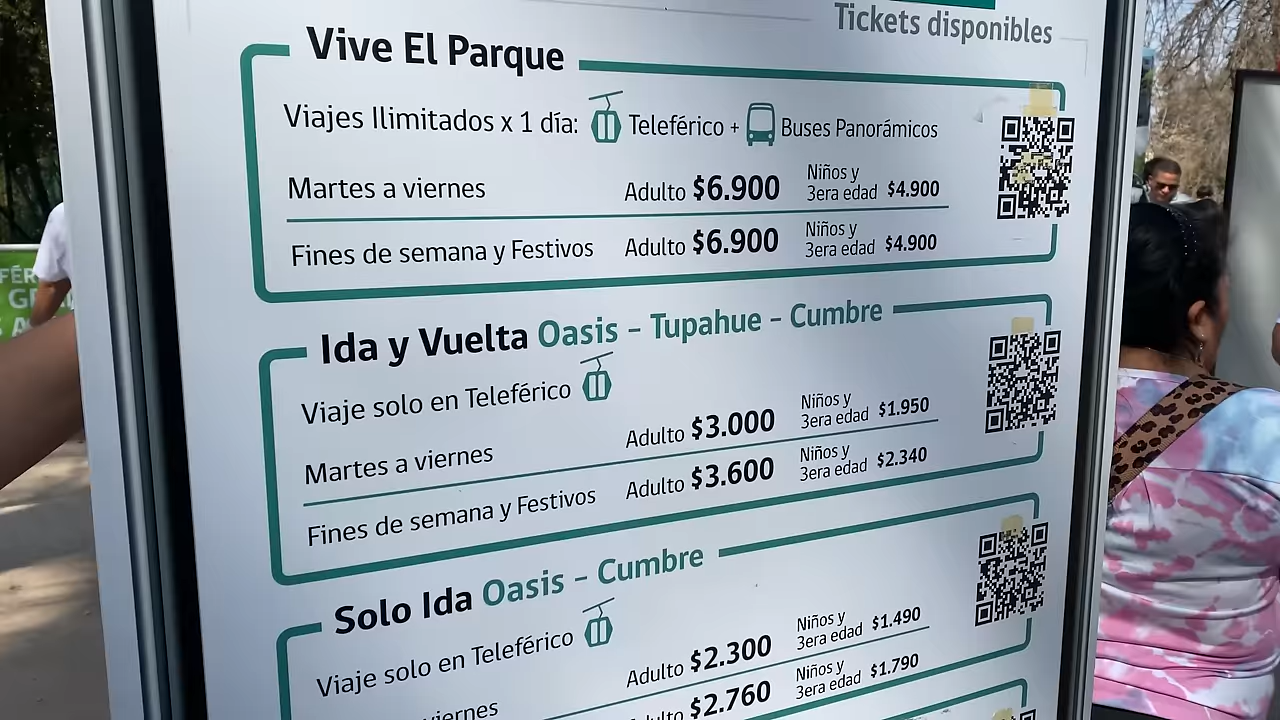 Tickets disponibles
Vive El Parque
Viajes Ilimitados x 1 día: Teleférico + Buses Panorámicos
Martes a viernes Adulto $6.900 Niños y 3era edad $4.900
Fines de semana y Festivos Adulto $6.900 Niños y 3era edad $4.900
Ida y Vuelta Oasis - Tupahue - Cumbre
Viaje solo en Teleférico
Martes a viernes Adulto $3.000 Niños y 3era edad $1.950
Fines de semana y Festivos Adulto $3.600 Niños y 3era edad $2.340
Solo Ida Oasis - Cumbre
Viaje solo en Teleférico
viernes Adulto $2.300 Niños y 3era edad $1.490
Adulto $2.760 Niños y 3era edad $1.790